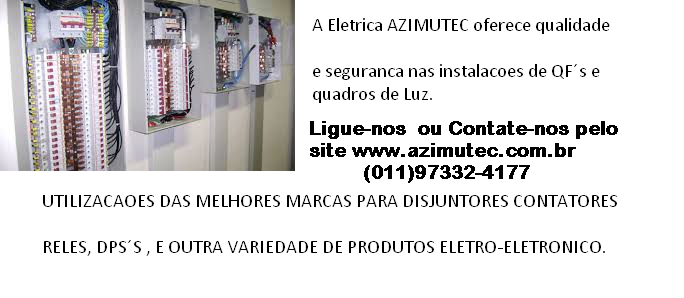 A Eletrica AZIMUTEC oferece qualidade
e seguranca nas instalacoes de QF´s e
quadros de Luz.
Ligue-nos ou Contate-nos pelo
site www.azimutec.com.br
(011)97332-4177
UTILIZACAOES DAS MELHORES MARCAS PARA DISJUNTORES CONTATORES
RELES, DPS´S , E OUTRA VARIEDADE DE PRODUTOS ELETRO-ELETRONICO.